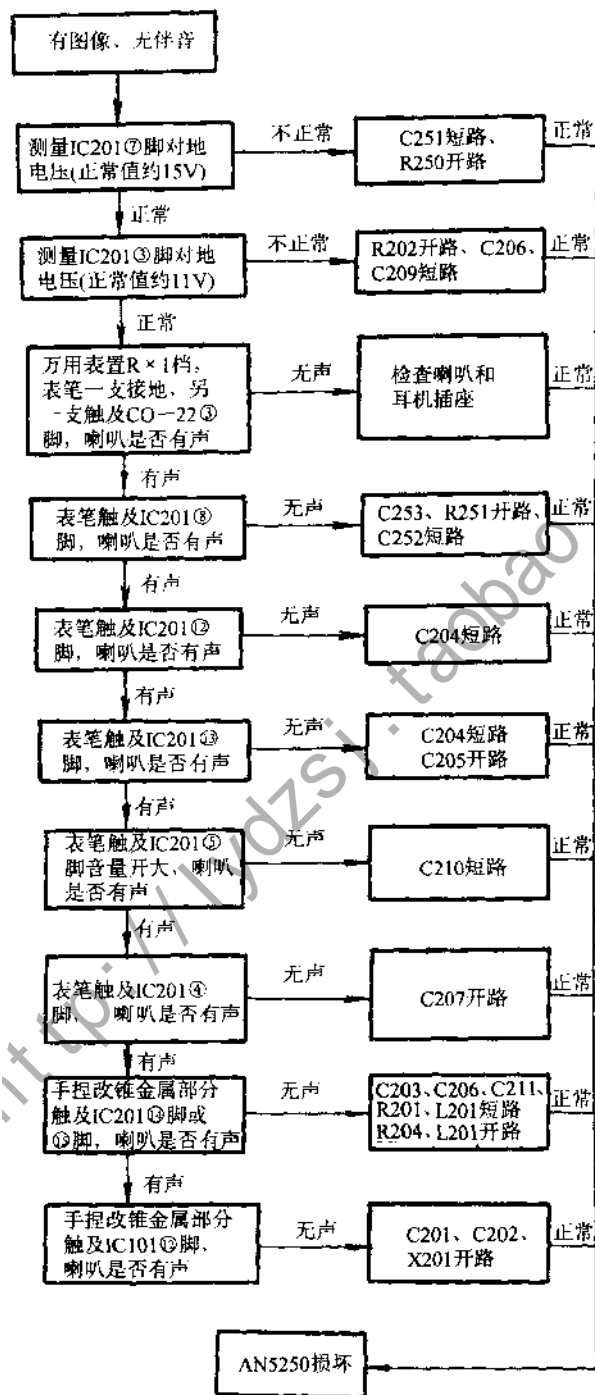 有图像、无伴音
测量IC201⑦脚对地
电压(正常值约15V)
不正常
C251短路、
R250开路
正常
正常
测量IC201③脚对地
电压(正常值约11V)
不正常
R202开路、C206、
C209短路
正常
正常
万用表置R×1档,
表笔一支接地、另
一支触及CO-22③
脚,喇叭是否有声
无声
检查喇叭和
耳机插座
正常
有声
表笔触及IC201⑧
脚,喇叭是否有声
无声
C253、R251开路、
C252短路
正常
有声
表笔触及IC201⑫
脚,喇叭是否有声
无声
C204短路
正常
有声
表笔触及IC201⑬
脚,喇叭是否有声
无声
C204短路
C205开路
正常
有声
表笔触及IC201⑤
脚音量开大、喇叭
是否有声
无声
C210短路
正常
有声
表笔触及IC201④
脚,喇叭是否有声
无声
C207开路
正常
有声
手捏改锥金属部分
触及IC201⑭脚或
⑮脚,喇叭是否有声
无声
C203、C206、C211、
R201、L201短路
R204、L201开路
正常
有声
手捏改锥金属部分
触及IC101⑫脚、
喇叭是否有声
无声
C201、C202、
X201开路
正常
AN5250损坏
http://lydzsj.taobao